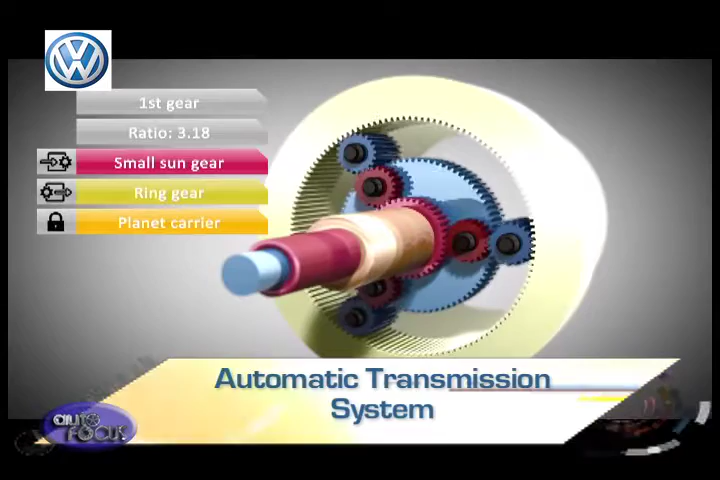 1st gear
Ratio: 3.18
Small sun gear
Ring gear
Planet carrier
Automatic Transmission
System
AUTO
FOCUS